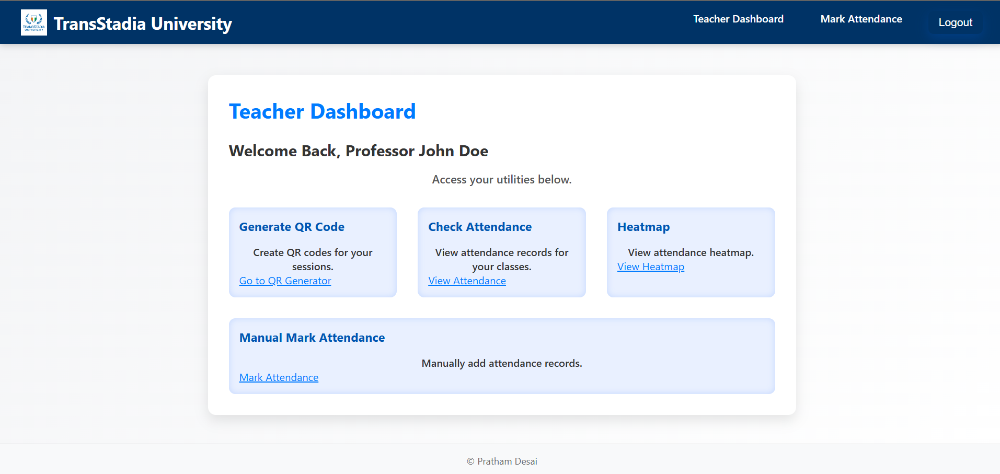 TRANSSTADIA
UNIVERSITY
TransStadia University
Teacher Dashboard
Mark Attendance
Logout
Teacher Dashboard
Welcome Back, Professor John Doe
Access your utilities below.
Generate QR Code
Create QR codes for your
sessions.
Go to QR Generator
Check Attendance
View attendance records for
your classes.
View Attendance
Heatmap
View attendance heatmap.
View Heatmap
Manual Mark Attendance
Manually add attendance records.
Mark Attendance
© Pratham Desai